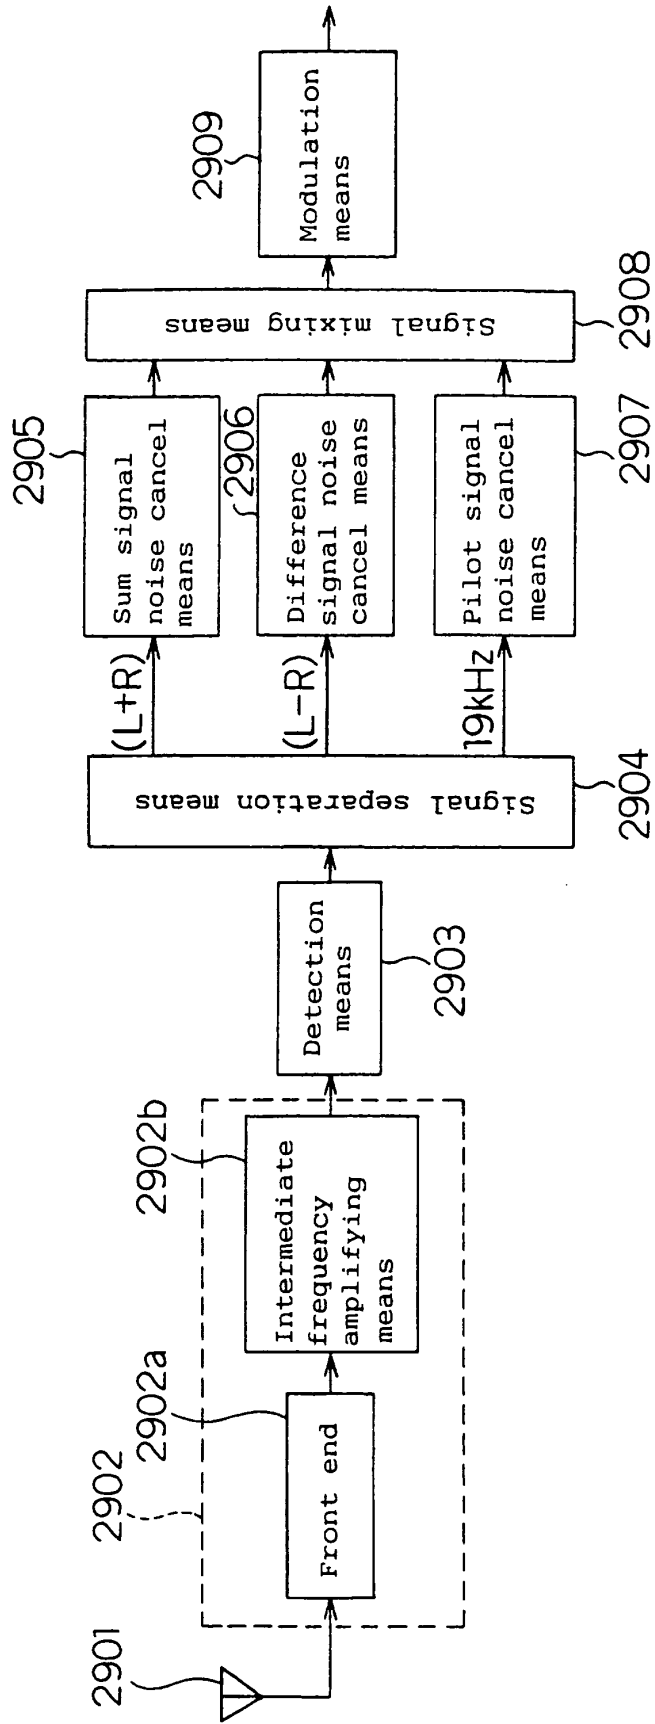 2901
2902
2902a
Front end
2902b
Intermediate
frequency
amplifying
means
Detection
means
2903
Signal separation means
2904
(L+R)
(L-R)
19kHz
2905
Sum signal
noise cancel
means
2906
Difference
signal noise
cancel means
Pilot signal
noise cancel
means
2907
Signal mixing means
2908
2909
Modulation
means